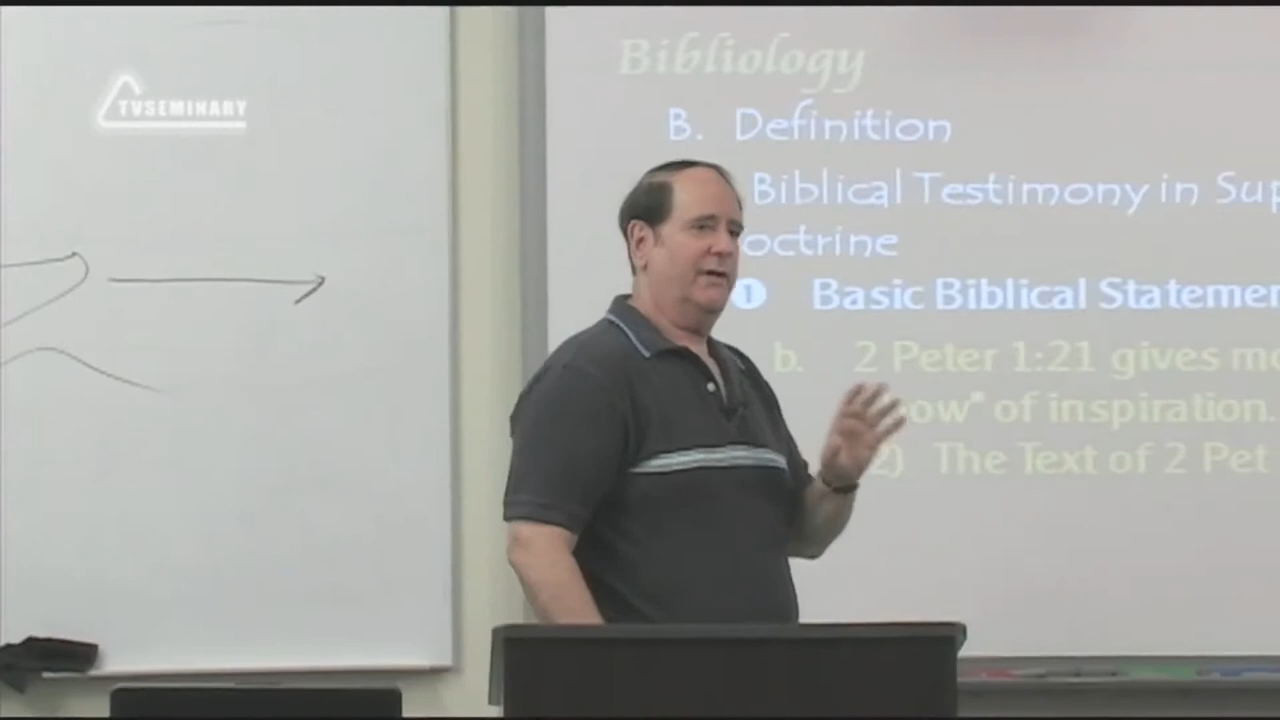 TVSEMINARY
Bibliology
B. Definition
Biblical Testimony in Sup
octrine
1 Basic Biblical Statemen
b. 2 Peter 1:21 gives mo
ow" of inspiration.
2) The Text of 2 Pet